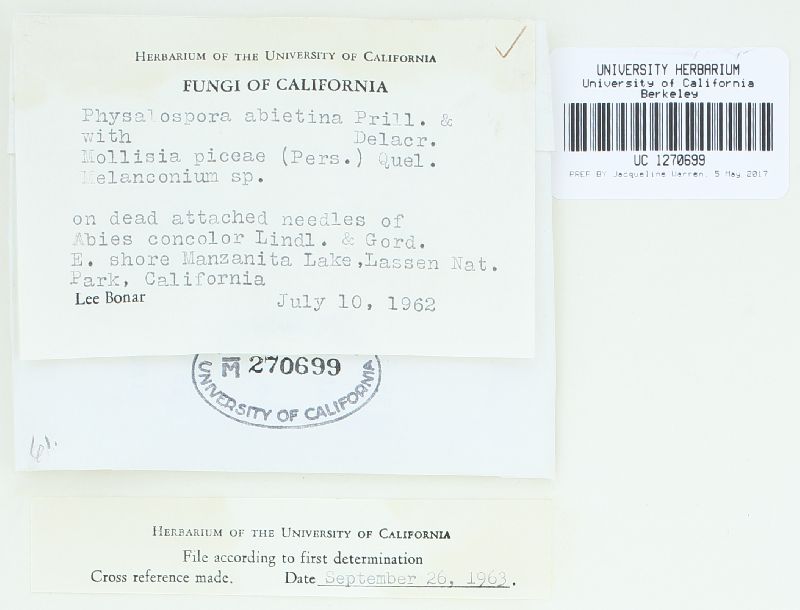 HERBARIUM OF THE UNIVERSITY OF CALIFORNIA
FUNGI OF CALIFORNIA
Physalospora abietina Prill. &
with Delacr.
Mollisia piceae (Pers.) Quel.
Melanconium sp.
on dead attached needles of
Abies concolor Lindl. & Gord.
E. shore Manzanita Lake, Lassen Nat.
Park, California
Lee Bonar July 10, 1962
UNIVERSITY HERBARIUM
University of California
Berkeley
UC 1270699
PREP BY Jacqueline Warren, 5 May 2017
M 270699
UNIVERSITY OF CALIFORNIA
HERBARIUM OF THE UNIVERSITY OF CALIFORNIA
File according to first determination
Cross reference made. Date September 26, 1963.